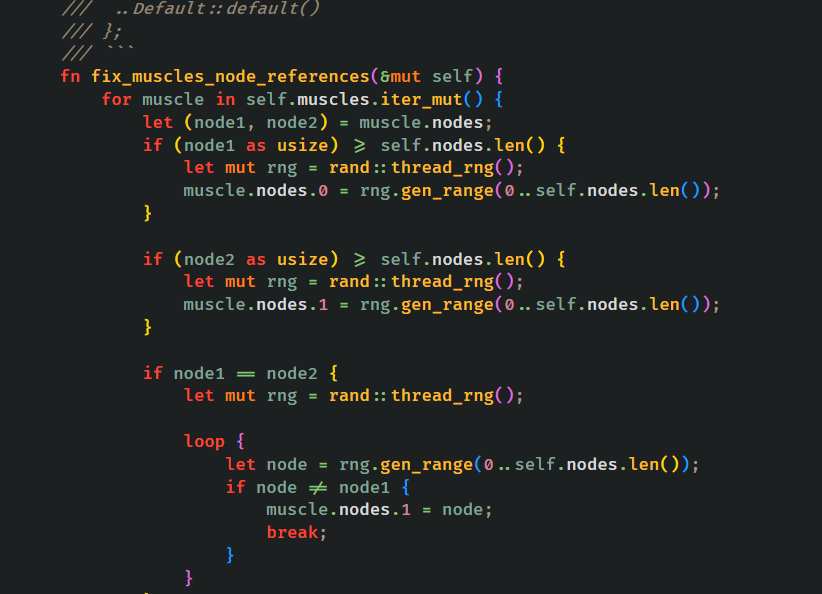 ///  ..Default::default()
/// };
/// ```
fn fix_muscles_node_references(&mut self) {
    for muscle in self.muscles.iter_mut() {
        let (node1, node2) = muscle.nodes;
        if (node1 as usize) >= self.nodes.len() {
            let mut rng = rand::thread_rng();
            muscle.nodes.0 = rng.gen_range(0..self.nodes.len());
        }

        if (node2 as usize) >= self.nodes.len() {
            let mut rng = rand::thread_rng();
            muscle.nodes.1 = rng.gen_range(0..self.nodes.len());
        }

        if node1 == node2 {
            let mut rng = rand::thread_rng();

            loop {
                let node = rng.gen_range(0..self.nodes.len());
                if node != node1 {
                    muscle.nodes.1 = node;
                    break;
                }
            }